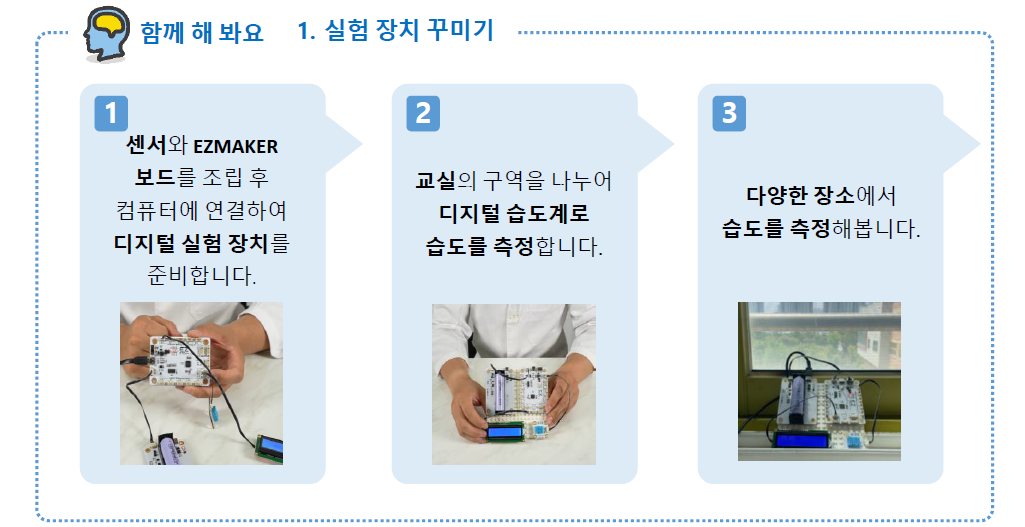 함께 해 봐요 1. 실험 장치 꾸미기
1
센서와 EZMAKER
보드를 조립 후
컴퓨터에 연결하여
디지털 실험 장치를
준비합니다.
2
교실의 구역을 나누어
디지털 습도계로
습도를 측정합니다.
3
다양한 장소에서
습도를 측정해봅니다.